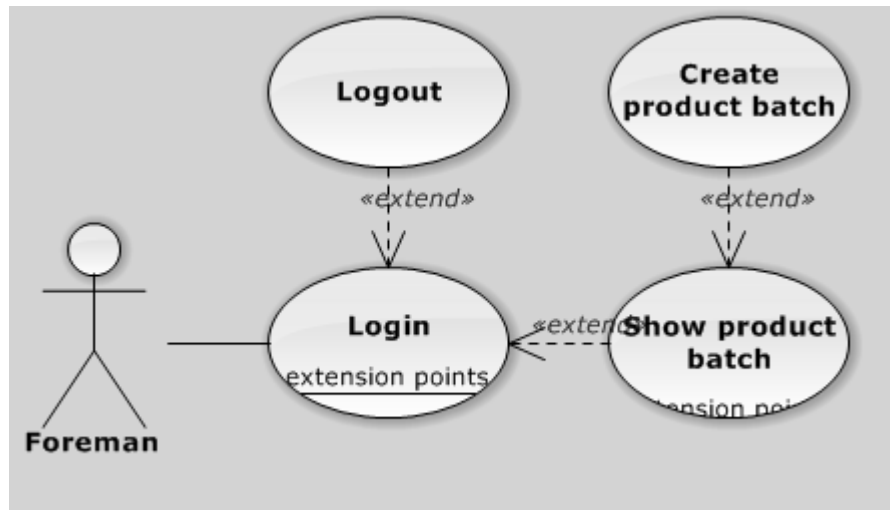 Logout
Create
product batch
«extend»
«extend»
Login
extension points
«extend»
Show product
batch
Foreman